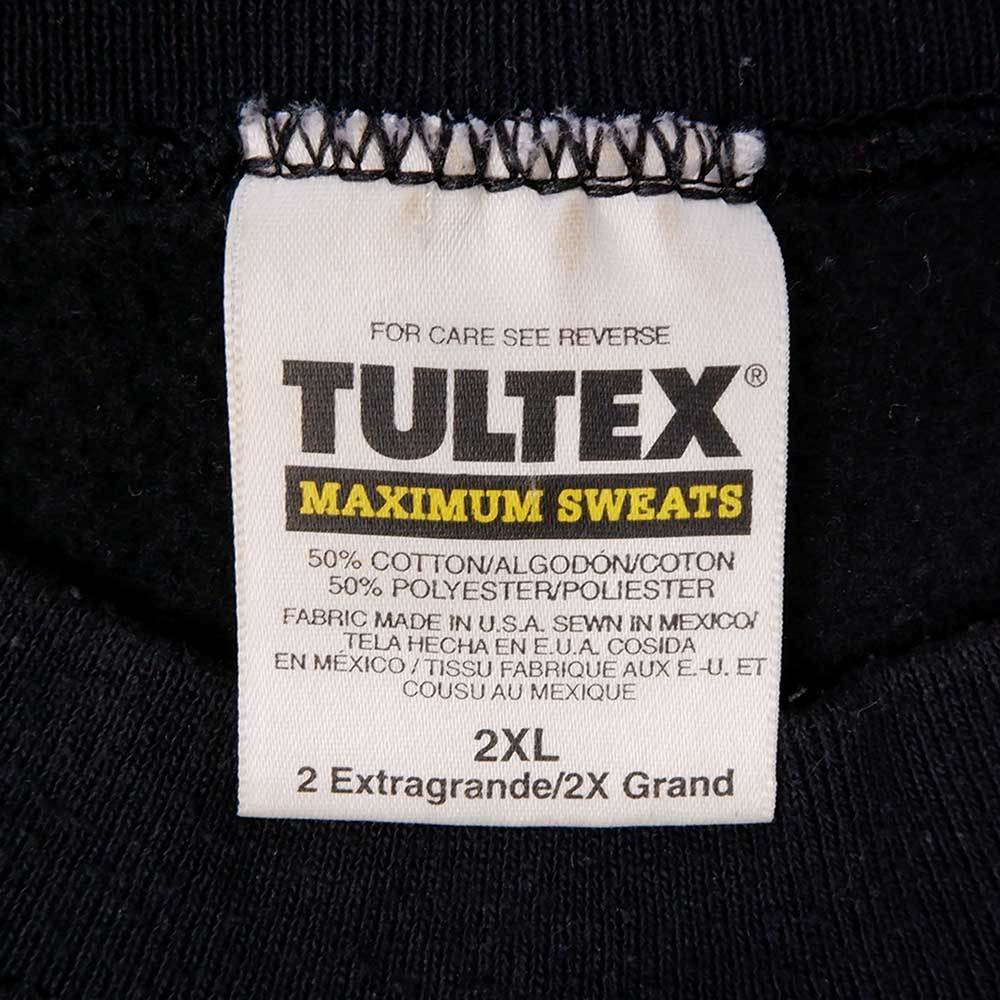 FOR CARE SEE REVERSE
TULTEX®
MAXIMUM SWEATS
50% COTTON/ALGODÓN/COTON
50% POLYESTER/POLIESTER
FABRIC MADE IN U.S.A. SEWN IN MEXICO/
TELA HECHA EN E.U.A. COSIDA
EN MÉXICO / TISSU FABRIQUE AUX E.-U. ET
COUSU AU MEXIQUE
2XL
2 Extragrande/2X Grand